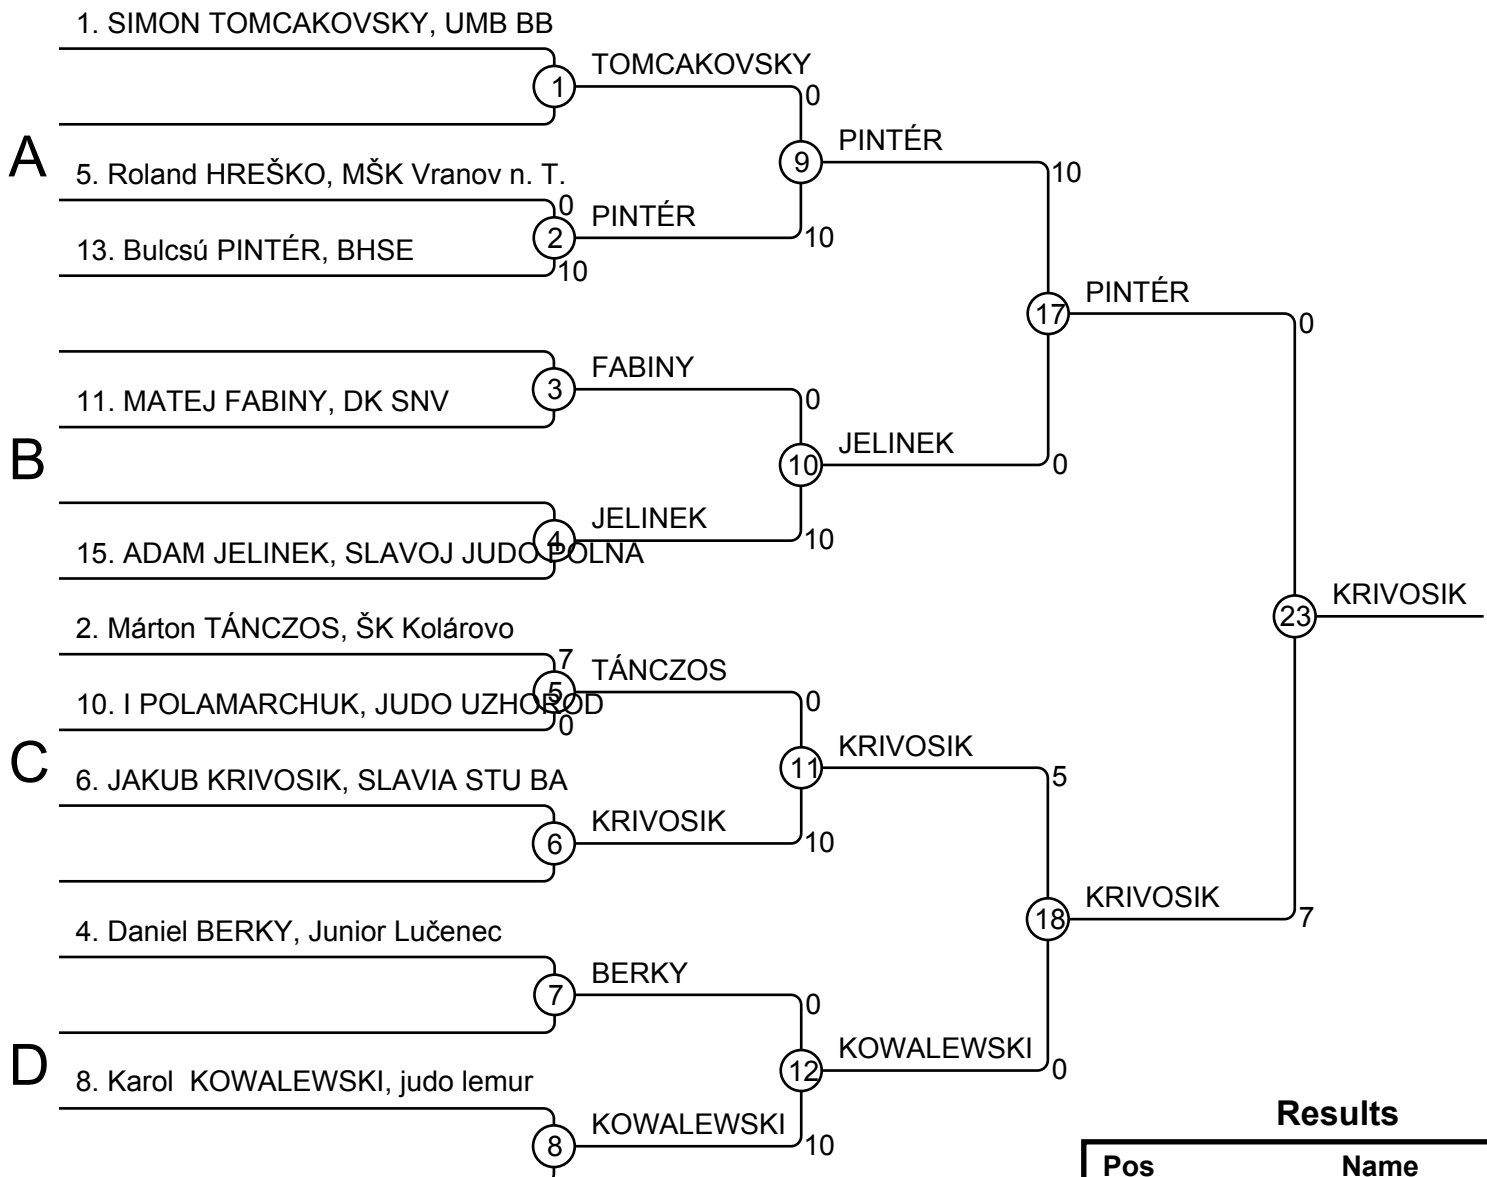 1. SIMON TOMCAKOVSKY, UMB BB
1
TOMCAKOVSKY
0
A
5. Roland HREŠKO, MŠK Vranov n. T.
0
2
PINTÉR
10
13. Bulcsú PINTÉR, BHSE
10
9
PINTÉR
10
3
FABINY
0
11. MATEJ FABINY, DK SNV
B
10
JELINEK
0
4
JELINEK
10
15. ADAM JELINEK, SLAVOJ JUDO POLNA
17
PINTÉR
0
2. Márton TÁNCZOS, ŠK Kolárovo
7
5
TÁNCZOS
0
10. I POLAMARCHUK, JUDO UZHOROD
0
C
11
KRIVOSIK
5
6. JAKUB KRIVOSIK, SLAVIA STU BA
6
KRIVOSIK
10
4. Daniel BERKY, Junior Lučenec
7
BERKY
0
D
12
KOWALEWSKI
0
8. Karol  KOWALEWSKI, judo lemur
8
KOWALEWSKI
10
18
KRIVOSIK
7
23
KRIVOSIK
Results
Pos Name